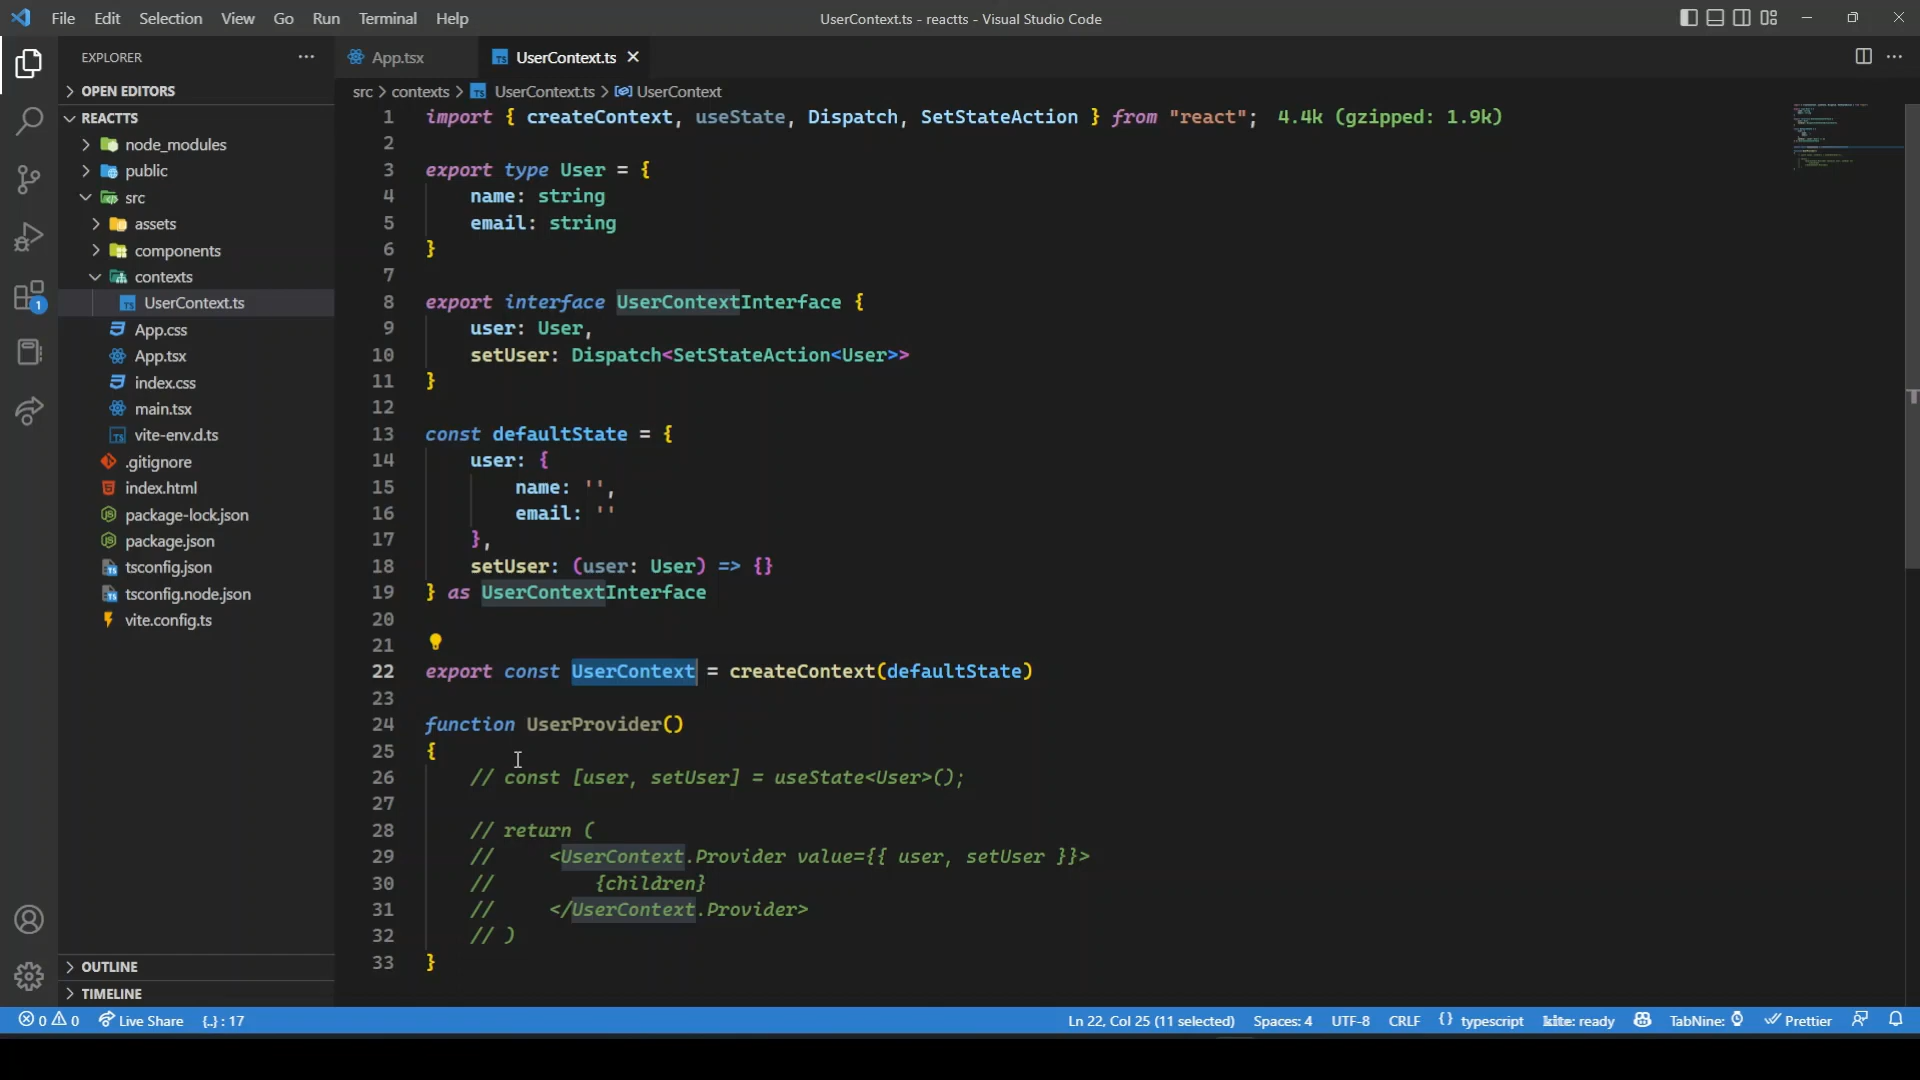 File Edit Selection View Go Run Terminal Help
UserContext.ts - reactts - Visual Studio Code
EXPLORER
App.tsx
UserContext.ts
OPEN EDITORS
src > contexts > UserContext.ts > UserContext
REACTTS
node_modules
public
src
assets
components
contexts
UserContext.ts
App.css
App.tsx
index.css
main.tsx
vite-env.d.ts
.gitignore
index.html
package-lock.json
package.json
tsconfig.json
tsconfig.node.json
vite.config.ts
OUTLINE
TIMELINE
1
1 import { createContext, useState, Dispatch, SetStateAction } from "react"; 4.4k (gzipped: 1.9k)
2
3 export type User = {
4 name: string
5 email: string
6 }
7
8 export interface UserContextInterface {
9 user: User,
10 setUser: Dispatch<SetStateAction<User>>
11 }
12
13 const defaultState = {
14 user: {
15 name: '',
16 email: ''
17 },
18 setUser: (user: User) => {}
19 } as UserContextInterface
20
21
22 export const UserContext = createContext(defaultState)
23
24 function UserProvider()
25 {
26 // const [user, setUser] = useState<User>();
27
28 // return (
29 // <UserContext.Provider value={{ user, setUser }}>
30 // {children}
31 // </UserContext.Provider>
32 // )
33 }
0 0 Live Share {..} : 17
Ln 22, Col 25 (11 selected) Spaces: 4 UTF-8 CRLF {} typescript kite: ready TabNine: Prettier